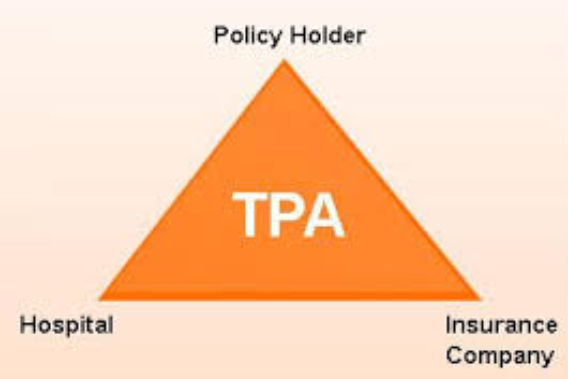 Policy Holder
TPA
Hospital
Insurance
Company